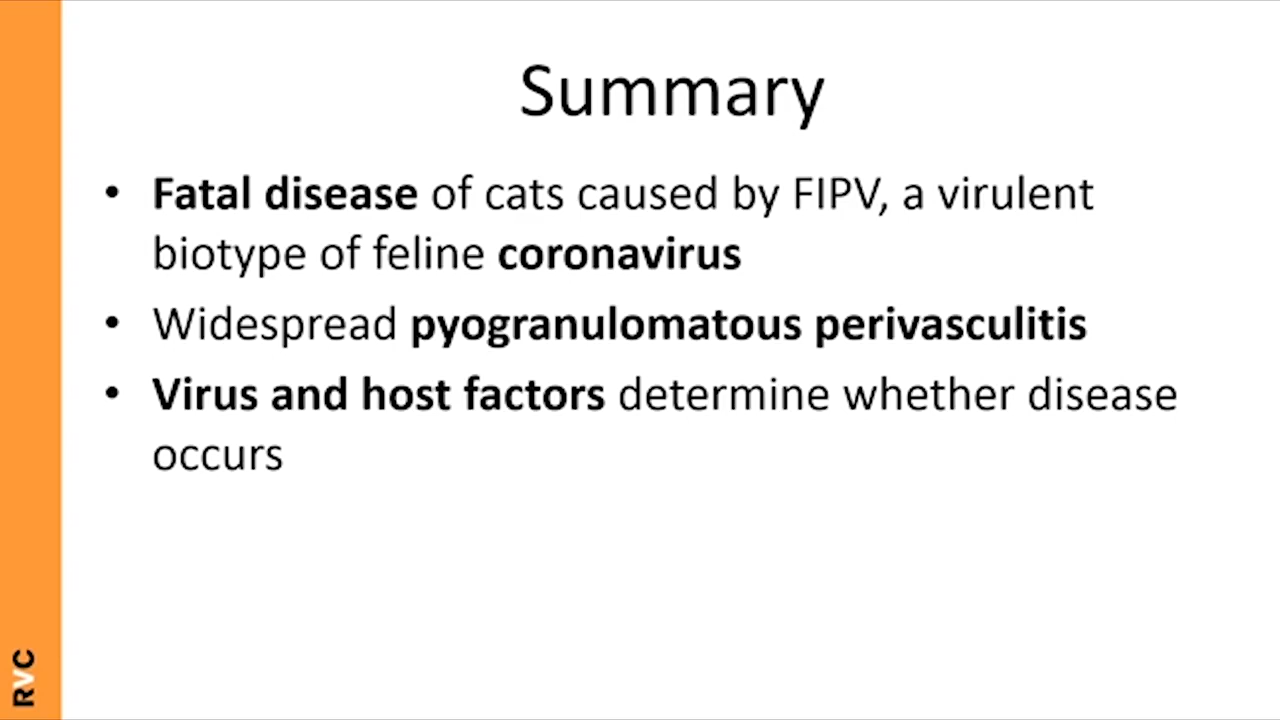 Summary
• Fatal disease of cats caused by FIPV, a virulent
biotype of feline coronavirus
• Widespread pyogranulomatous perivasculitis
• Virus and host factors determine whether disease
occurs
RVC